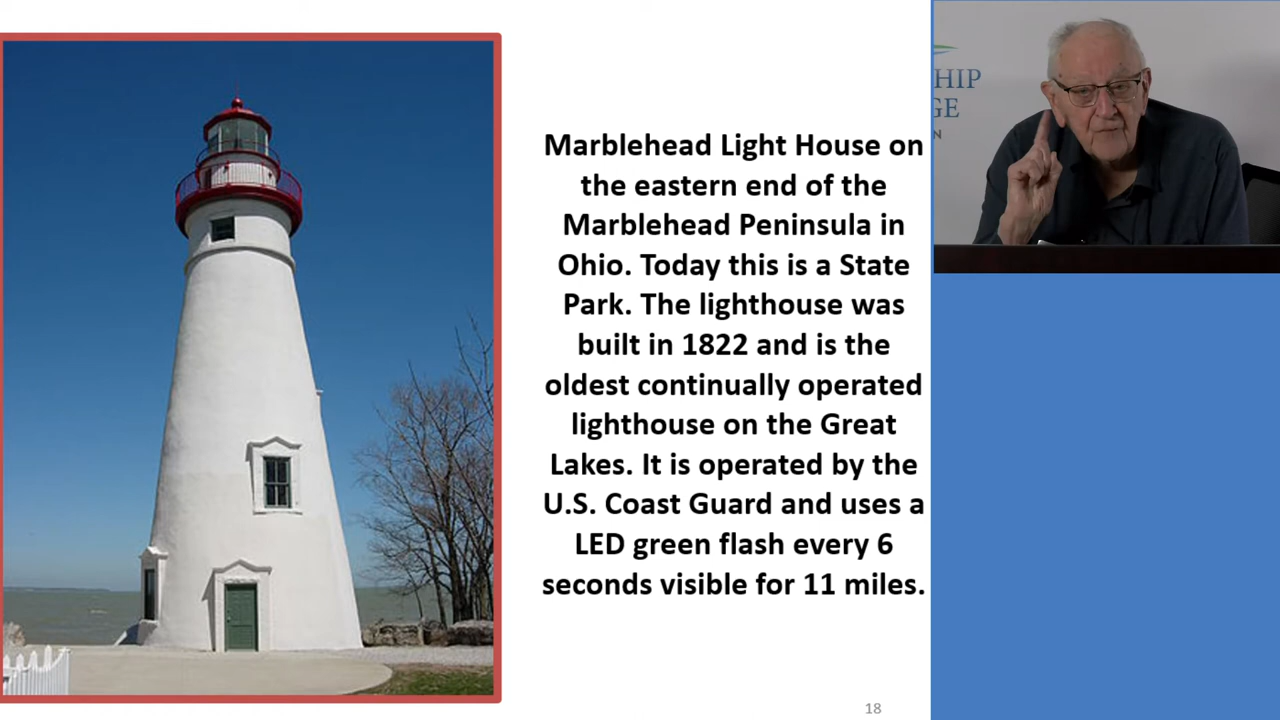 Marblehead Light House on
the eastern end of the
Marblehead Peninsula in
Ohio. Today this is a State
Park. The lighthouse was
built in 1822 and is the
oldest continually operated
lighthouse on the Great
Lakes. It is operated by the
U.S. Coast Guard and uses a
LED green flash every 6
seconds visible for 11 miles.
18
HIP
GE
N